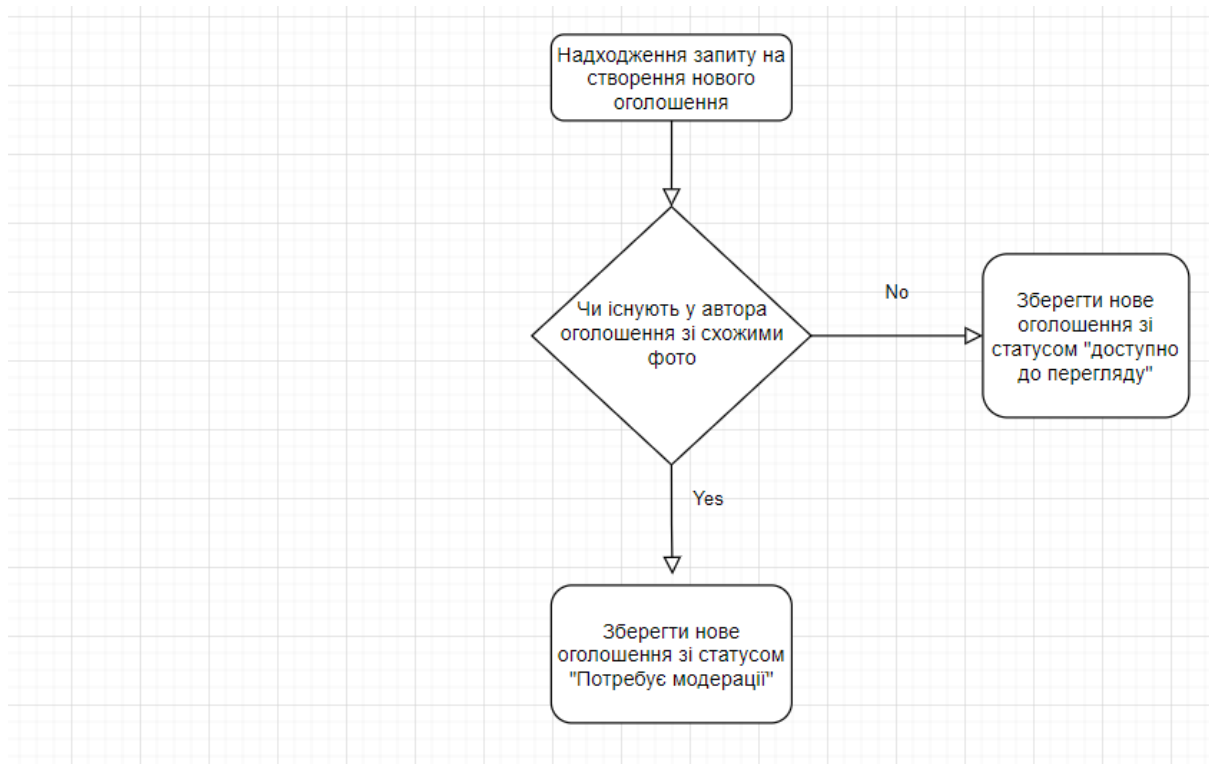 Надходження запиту на
створення нового
оголошення
Чи існують у автора
оголошення зі схожими
фото
No
Зберегти нове
оголошення зі
статусом "доступно
до перегляду"
Yes
Зберегти нове
оголошення зі статусом
"Потребує модерації"